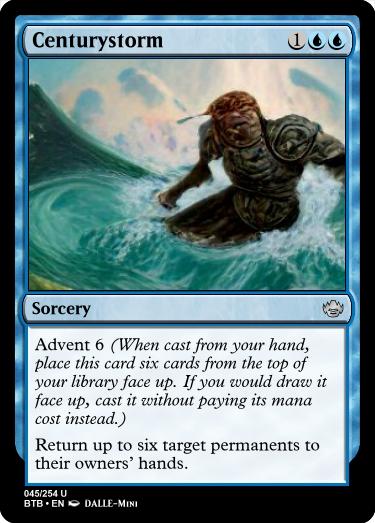 Centurystorm 1UU
Sorcery
Advent 6 (When cast from your hand,
place this card six cards from the top of
your library face up. If you would draw it
face up, cast it without paying its mana
cost instead.)
Return up to six target permanents to
their owners' hands.
045/254 U
BTB • EN DALLE-Mini